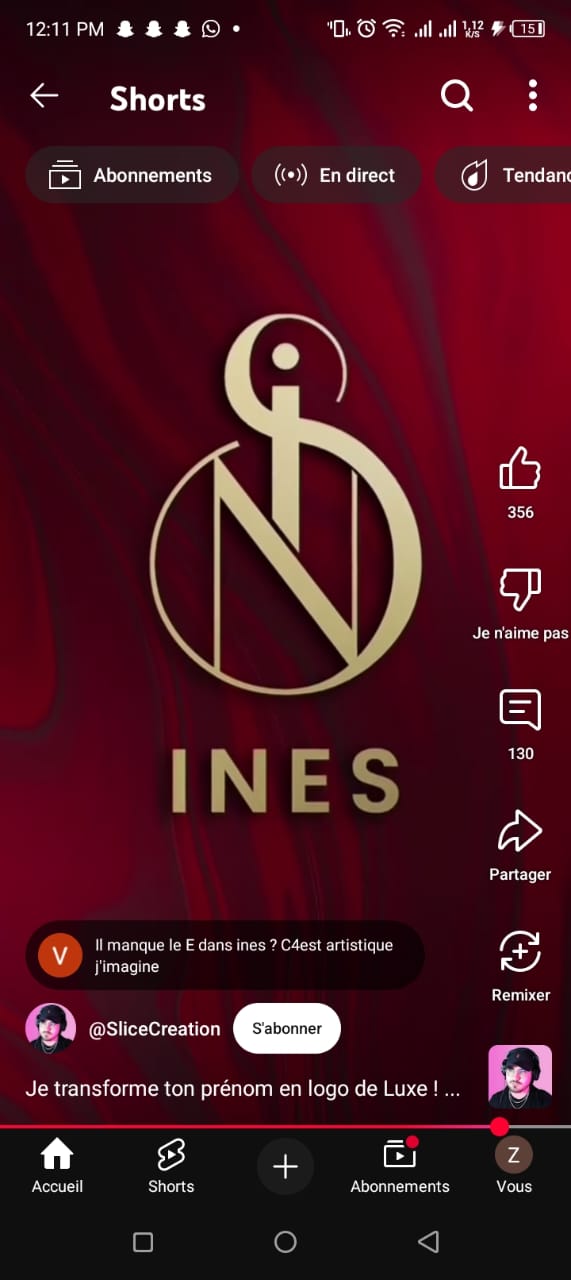 12:11 PM
1,12
K/S
15
Shorts
Abonnements
En direct
Tendanc
INES
356
Je n'aime pas
130
Partager
Remixer
V
Il manque le E dans ines ? C4est artistique
j'imagine
@SliceCreation
S'abonner
Je transforme ton prénom en logo de Luxe ! ...
Accueil
Shorts
Abonnements
Z
Vous